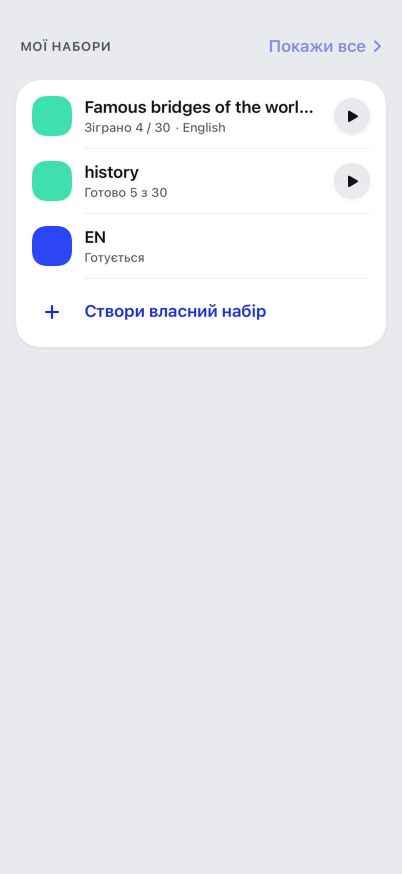 МОЇ НАБОРИ
Покажи все
Famous bridges of the worl...
Зіграно 4 / 30 · English
history
Готово 5 з 30
EN
Готується
Створи власний набір